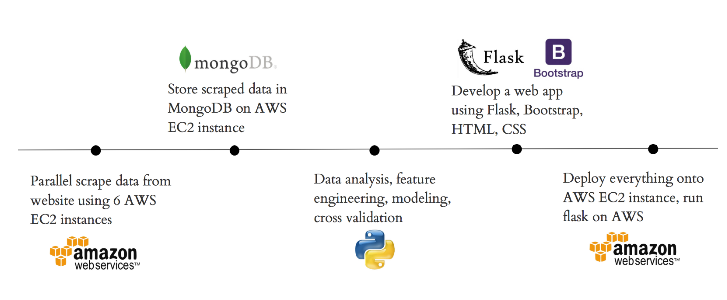 mongoDB.
Store scraped data in
MongoDB on AWS
EC2 instance
Flask
B
Bootstrap
Develop a web app
using Flask, Bootstrap,
HTML, CSS
Parallel scrape data from
website using 6 AWS
EC2 instances
amazon
webservices™
Data analysis, feature
engineering, modeling,
cross validation
Deploy everything onto
AWS EC2 instance, run
flask on AWS
amazon
webservices™